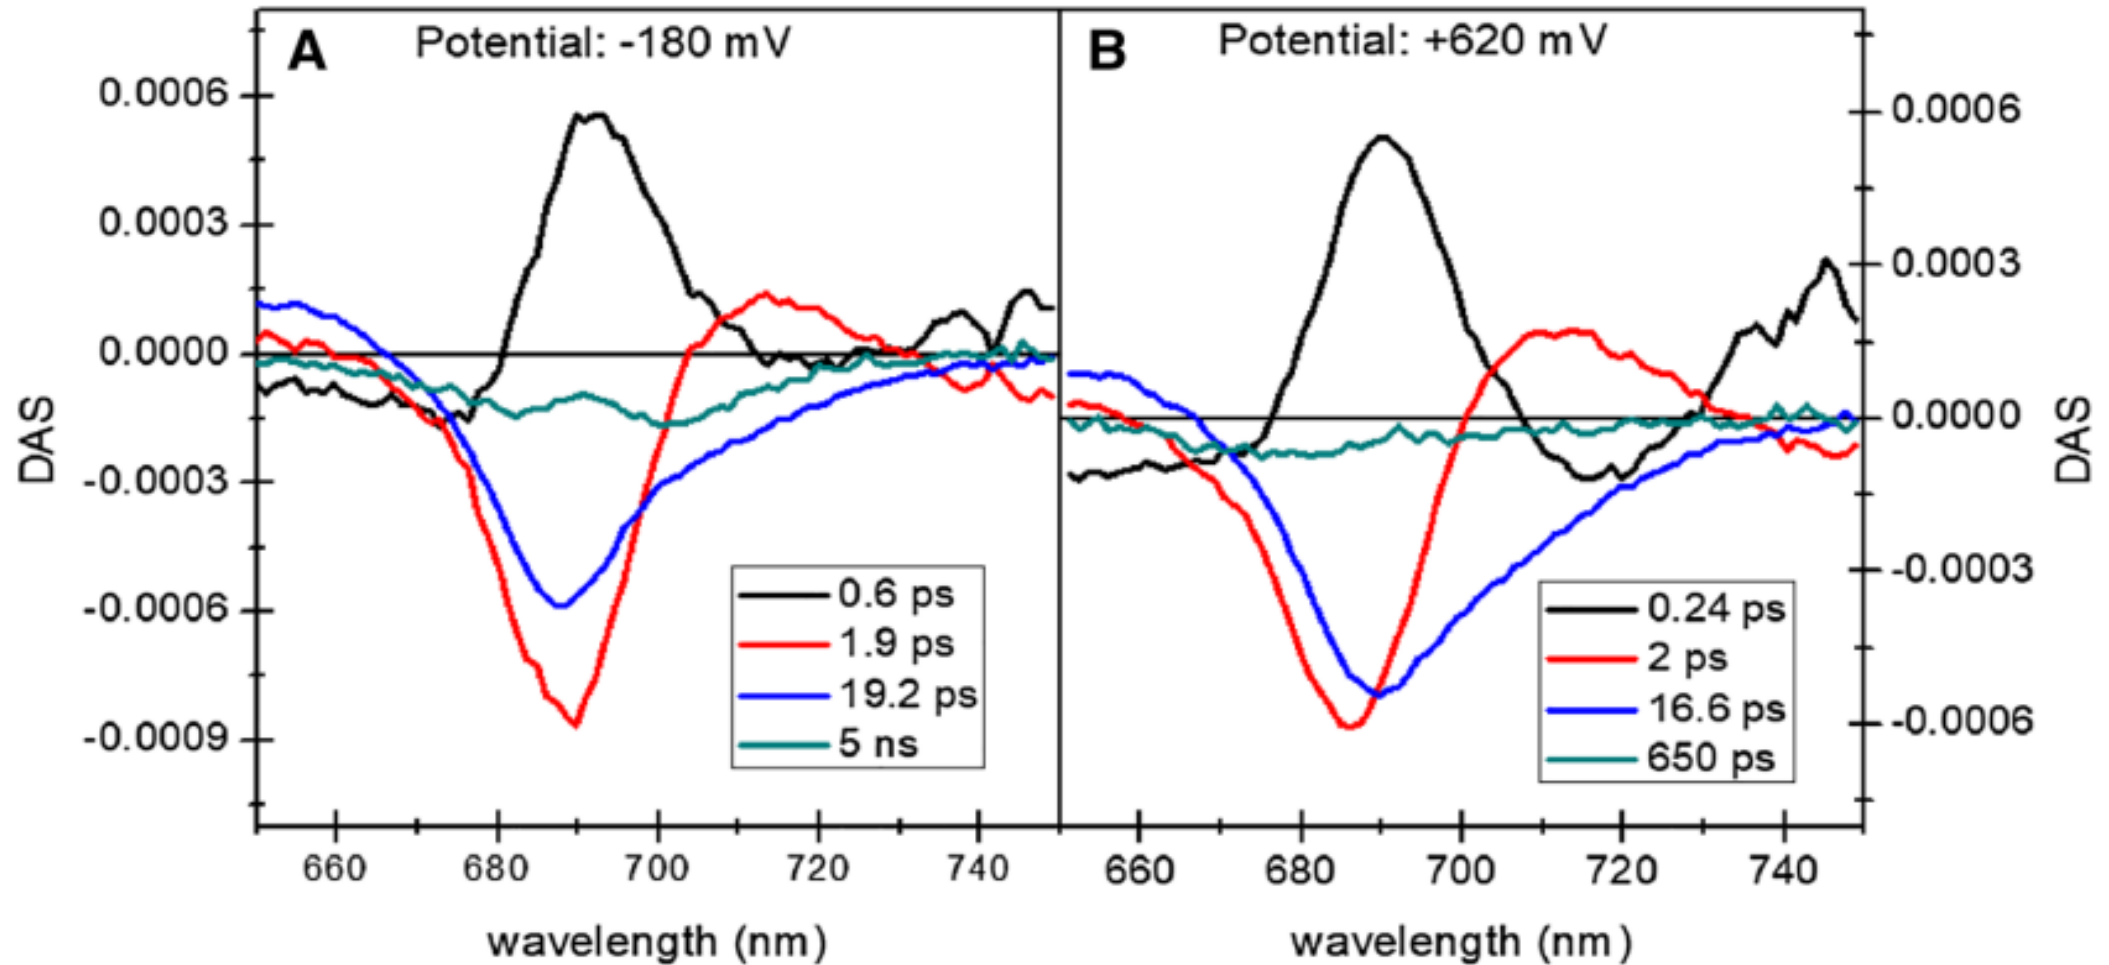 A
Potential: -180 mV
B
Potential: +620 mV
0.0006
0.0003
0.0000
-0.0003
-0.0006
-0.0009
DAS
0.6 ps
1.9 ps
19.2 ps
5 ns
660
680
700
720
740
wavelength (nm)
0.0006
0.0003
0.0000
-0.0003
-0.0006
DAS
0.24 ps
2 ps
16.6 ps
650 ps
660
680
700
720
740
wavelength (nm)